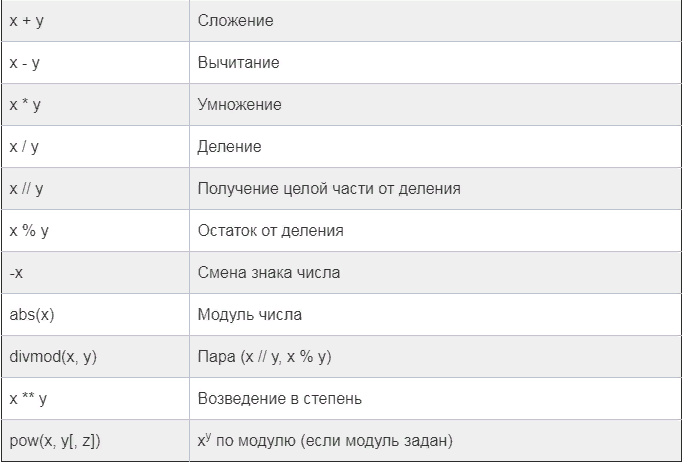 x + y Сложение
x - y Вычитание
x * y Умножение
x / y Деление
x // y Получение целой части от деления
x % y Остаток от деления
-x Смена знака числа
abs(x) Модуль числа
divmod(x, y) Пара (x // y, x % y)
x ** y Возведение в степень
pow(x, y[, z]) xʸ по модулю (если модуль задан)